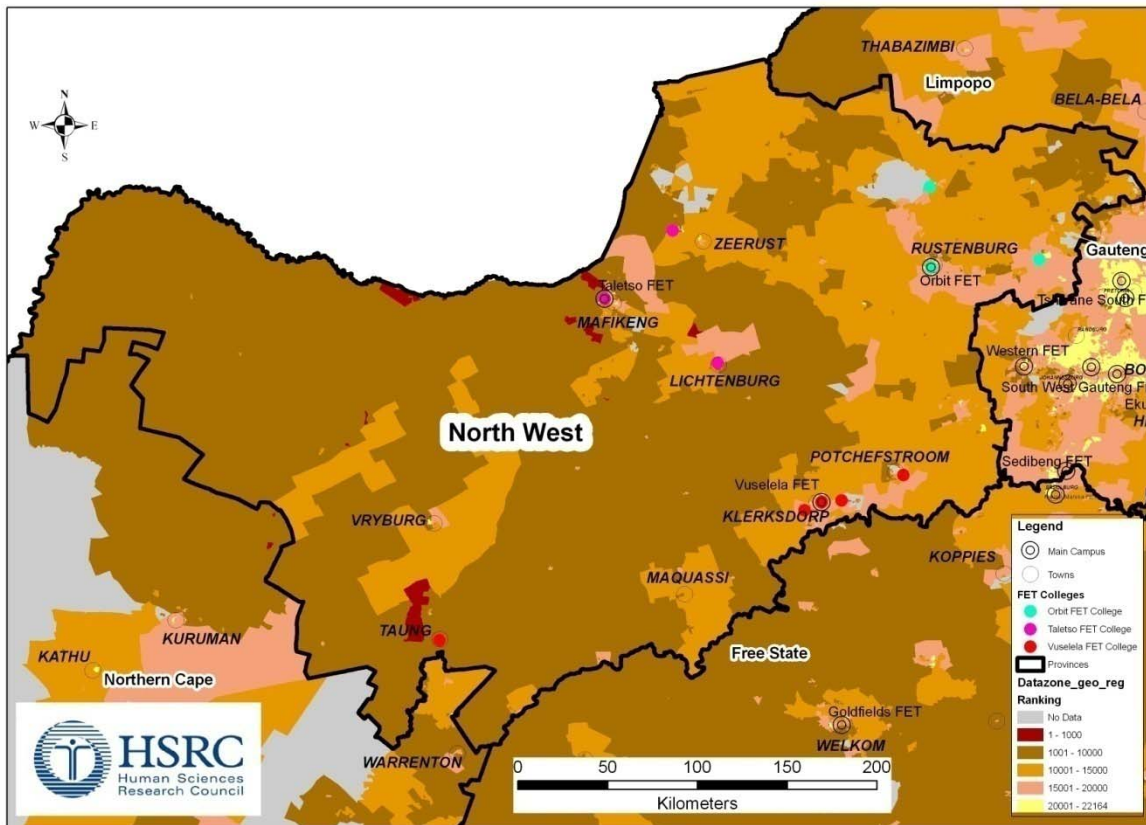 THABAZIMBI
Limpopo
BELA-BELA
N
W E
S
ZEERUST
RUSTENBURG
Orbit FET
Gauteng
Taletso FET
MAFIKENG
LICHTENBURG
Western FET
South West Gauteng F
BO
Eku
North West
POTCHEFSTROOM
Sedibeng FET
Vuselela FET
KLERKSDORP
VRYBURG
MAQUASSI
KOPPIES
TAUNG
KURUMAN
KATHU
Northern Cape
Free State
Goldfields FET
WELKOM
WARRENTON
HSRC
Human Sciences
Research Council
0 50 100 150 200
Kilometers
Legend
Main Campus
Towns
FET Colleges
Orbit FET College
Taletso FET College
Vuselela FET College
Provinces
Datazone_geo_reg
Ranking
No Data
1 - 1000
1001 - 10000
10001 - 15000
15001 - 20000
20001 - 22164